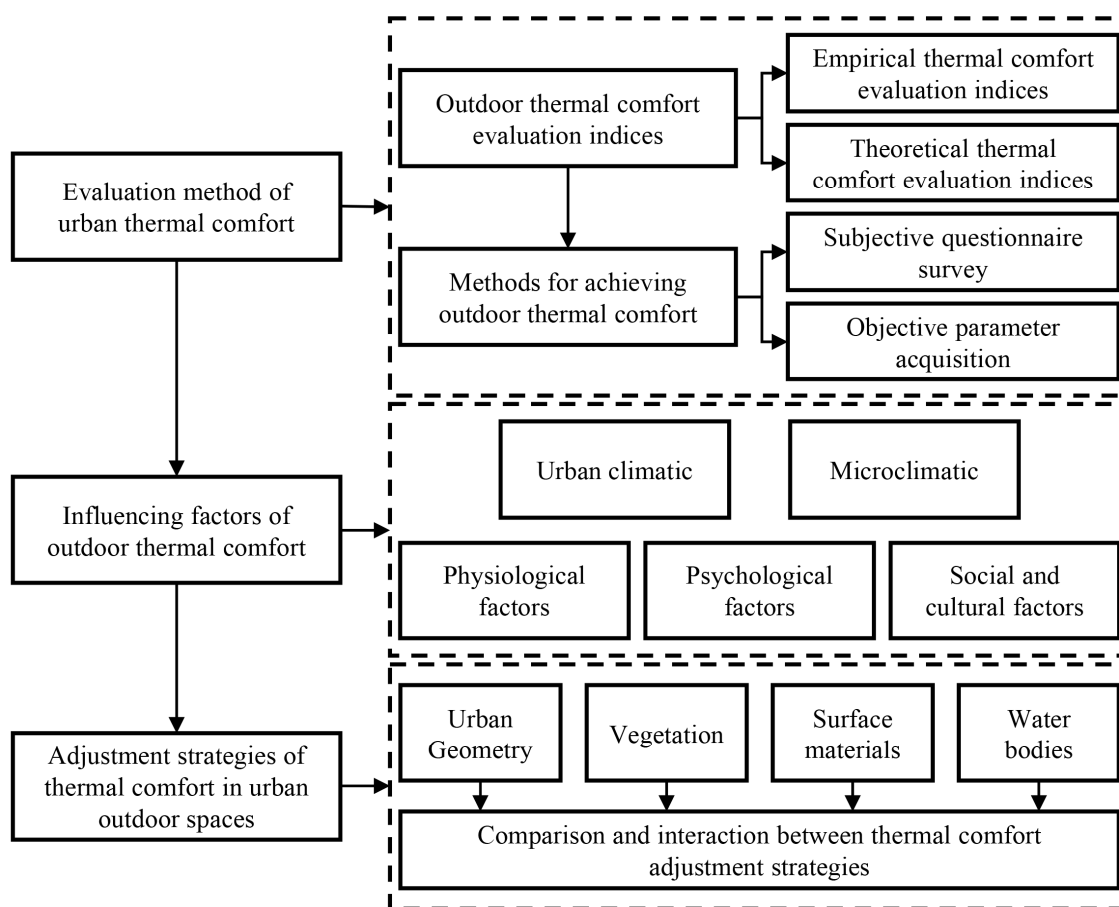 Evaluation method of
urban thermal comfort
Outdoor thermal comfort
evaluation indices
Empirical thermal comfort
evaluation indices
Theoretical thermal
comfort evaluation indices
Methods for achieving
outdoor thermal comfort
Subjective questionnaire
survey
Objective parameter
acquisition
Influencing factors of
outdoor thermal comfort
Urban climatic
Microclimatic
Physiological
factors
Psychological
factors
Social and
cultural factors
Adjustment strategies of
thermal comfort in urban
outdoor spaces
Urban
Geometry
Vegetation
Surface
materials
Water
bodies
Comparison and interaction between thermal comfort
adjustment strategies